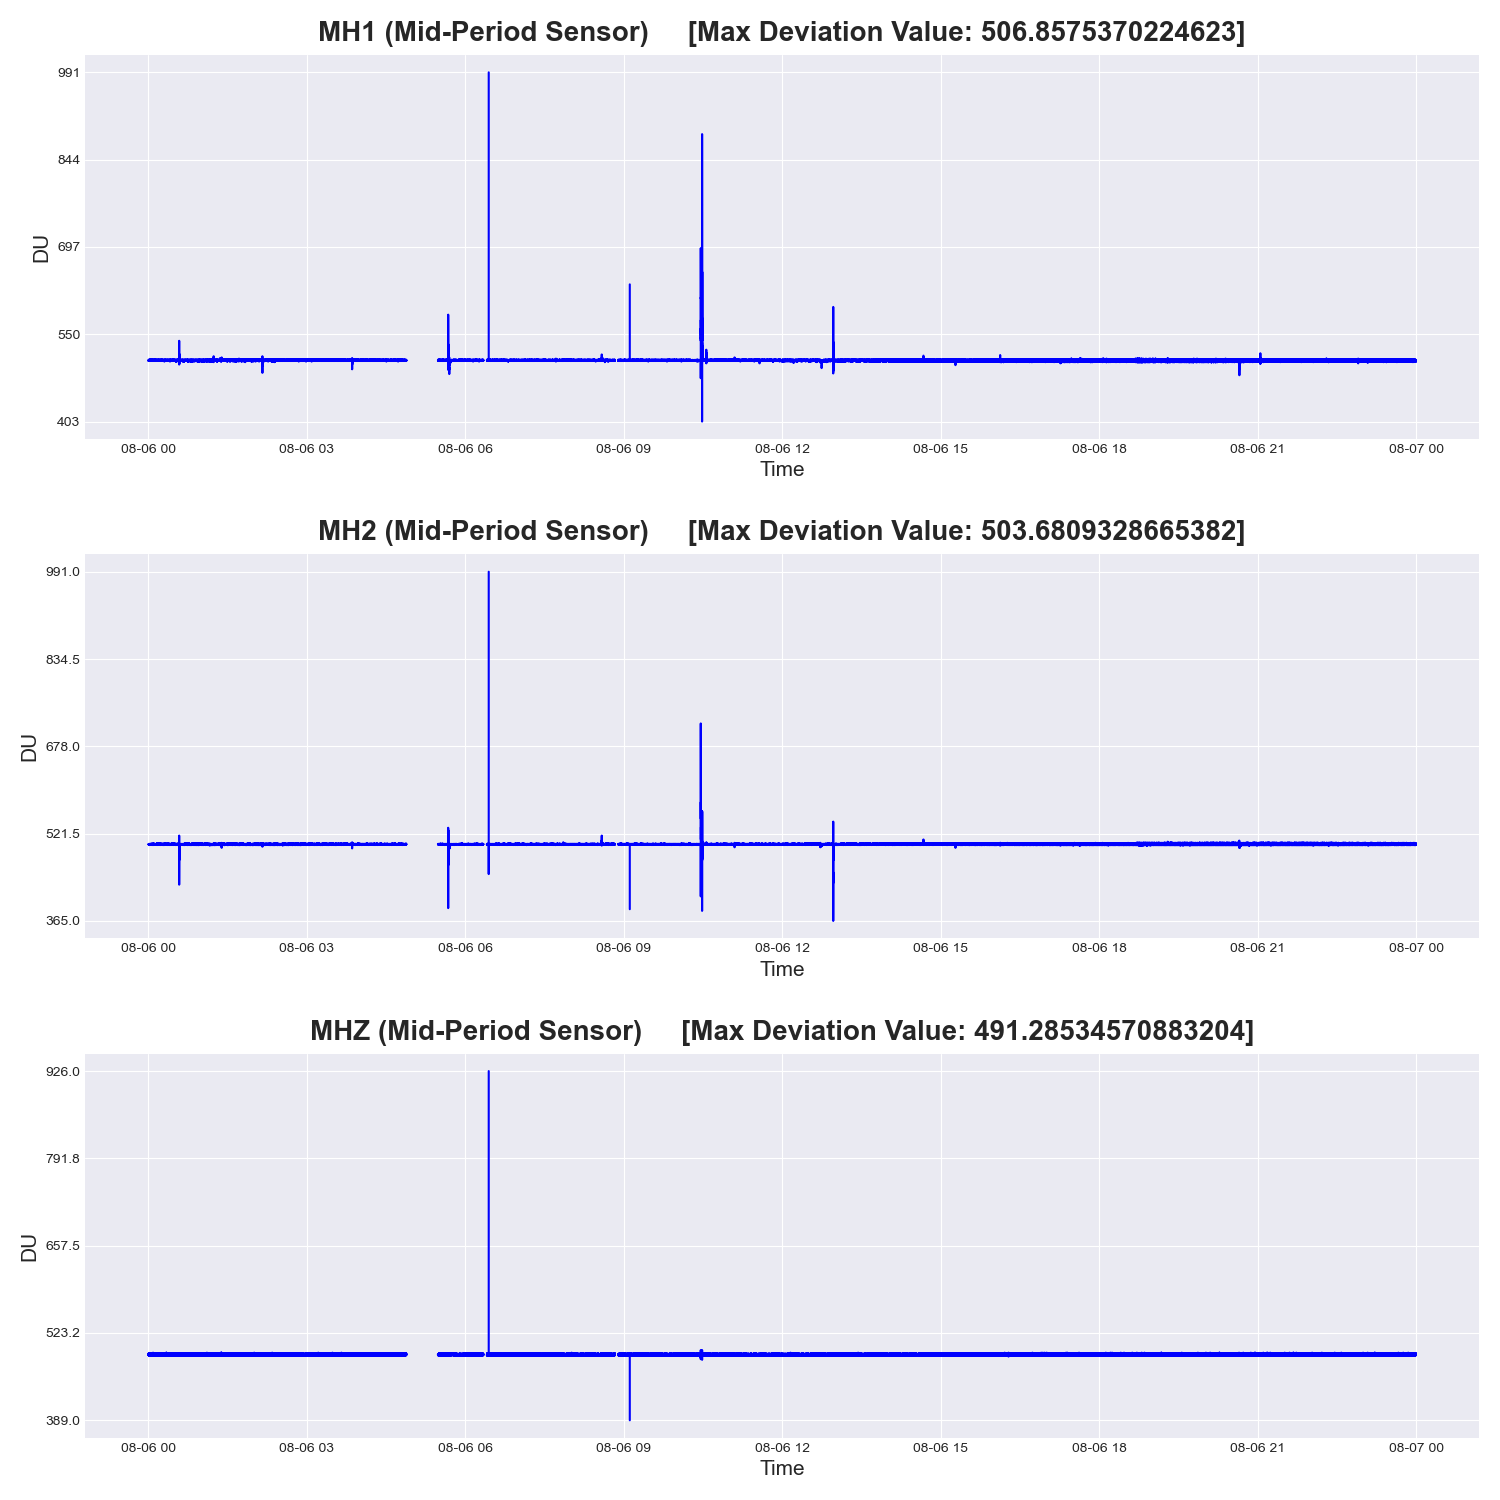 MH1 (Mid-Period Sensor) [Max Deviation Value: 506.8575370224623]
991
844
697
550
403
DU
08-06 00 08-06 03 08-06 06 08-06 09 08-06 12 08-06 15 08-06 18 08-06 21 08-07 00
Time
MH2 (Mid-Period Sensor) [Max Deviation Value: 503.6809328665382]
991.0
834.5
678.0
521.5
365.0
DU
08-06 00 08-06 03 08-06 06 08-06 09 08-06 12 08-06 15 08-06 18 08-06 21 08-07 00
Time
MHZ (Mid-Period Sensor) [Max Deviation Value: 491.28534570883204]
926.0
791.8
657.5
523.2
389.0
DU
08-06 00 08-06 03 08-06 06 08-06 09 08-06 12 08-06 15 08-06 18 08-06 21 08-07 00
Time